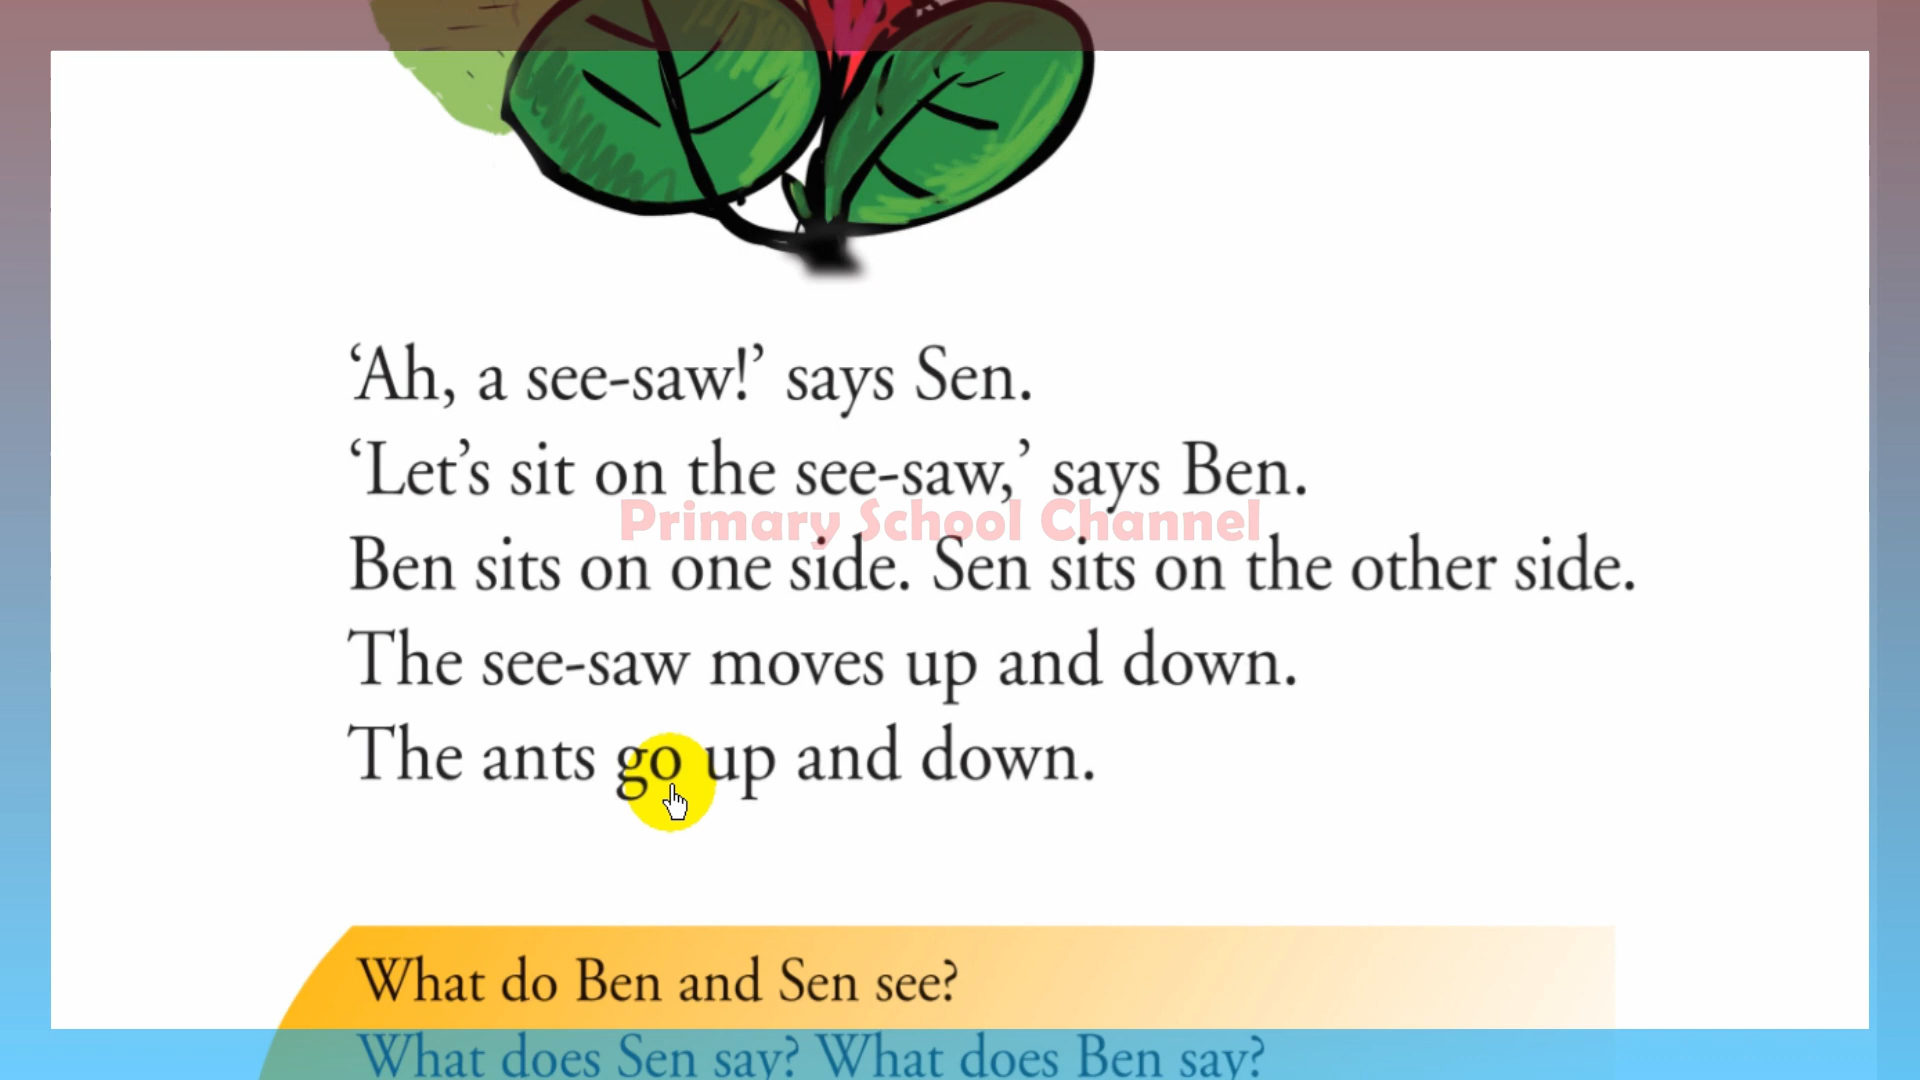 ‘Ah, a see-saw!’ says Sen.
‘Let’s sit on the see-saw,’ says Ben.
Primary School Channel
Ben sits on one side. Sen sits on the other side.
The see-saw moves up and down.
The ants go up and down.
What do Ben and Sen see?
What does Sen say? What does Ben say?